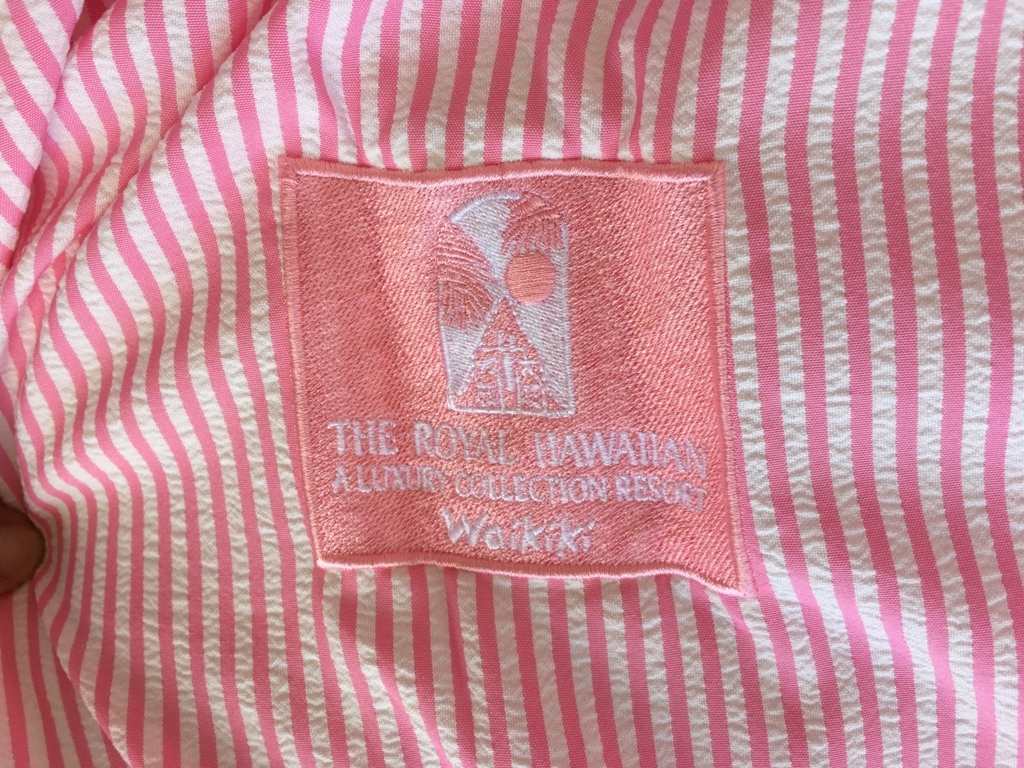 THE ROYAL HAWAIIAN
A LUXURY COLLECTION RESORT
Waikiki